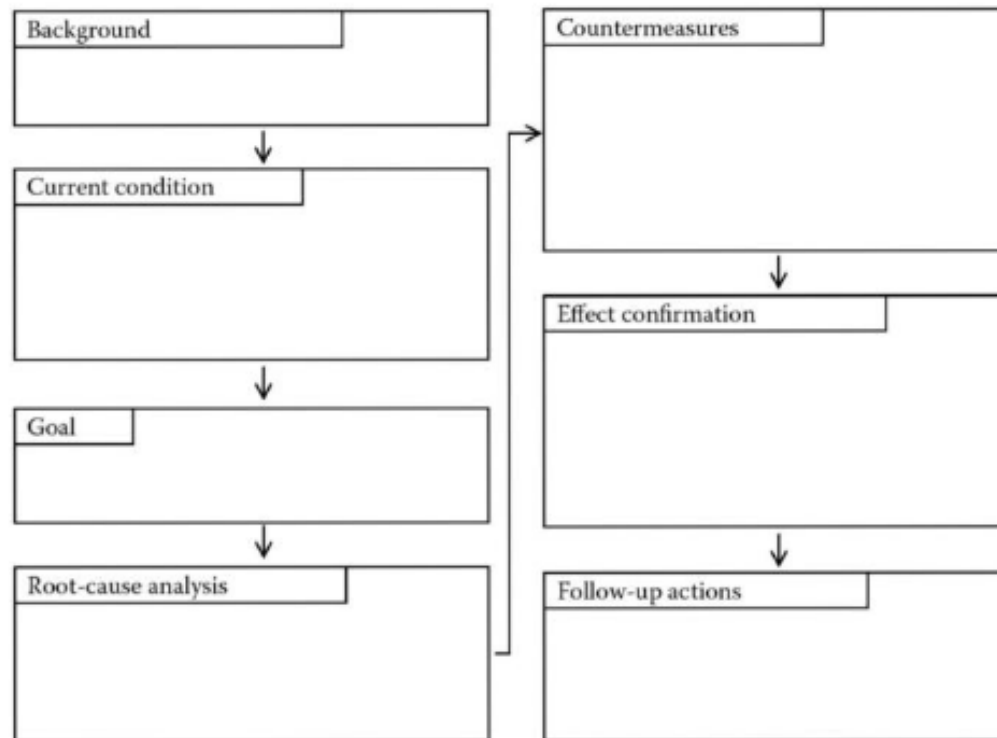 Background
Current condition
Goal
Root-cause analysis
Countermeasures
Effect confirmation
Follow-up actions